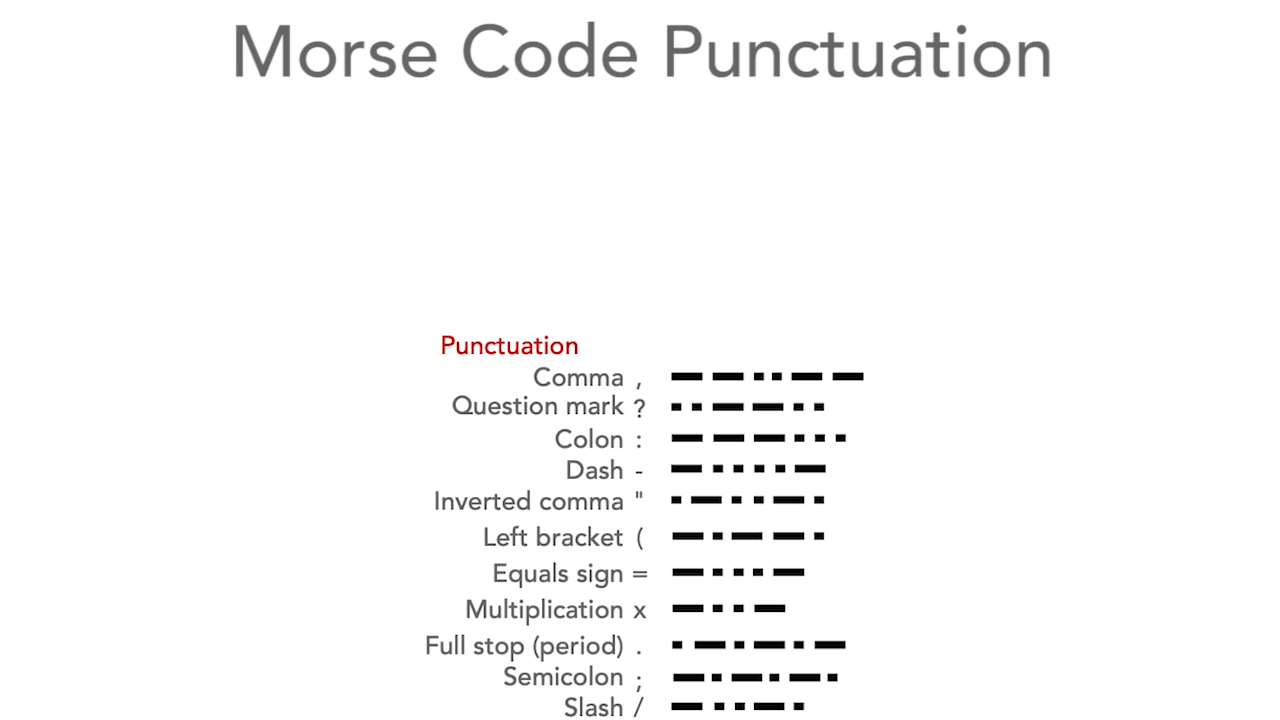 Morse Code Punctuation
Punctuation
Comma , — — · · — —
Question mark ? · · — — · ·
Colon : — — — · · ·
Dash - — · · · · —
Inverted comma " · — · · — ·
Left bracket ( — · — — ·
Equals sign = — · · · —
Multiplication x — · · —
Full stop (period) . · — · — · —
Semicolon ; — · — · — ·
Slash / — · · — ·